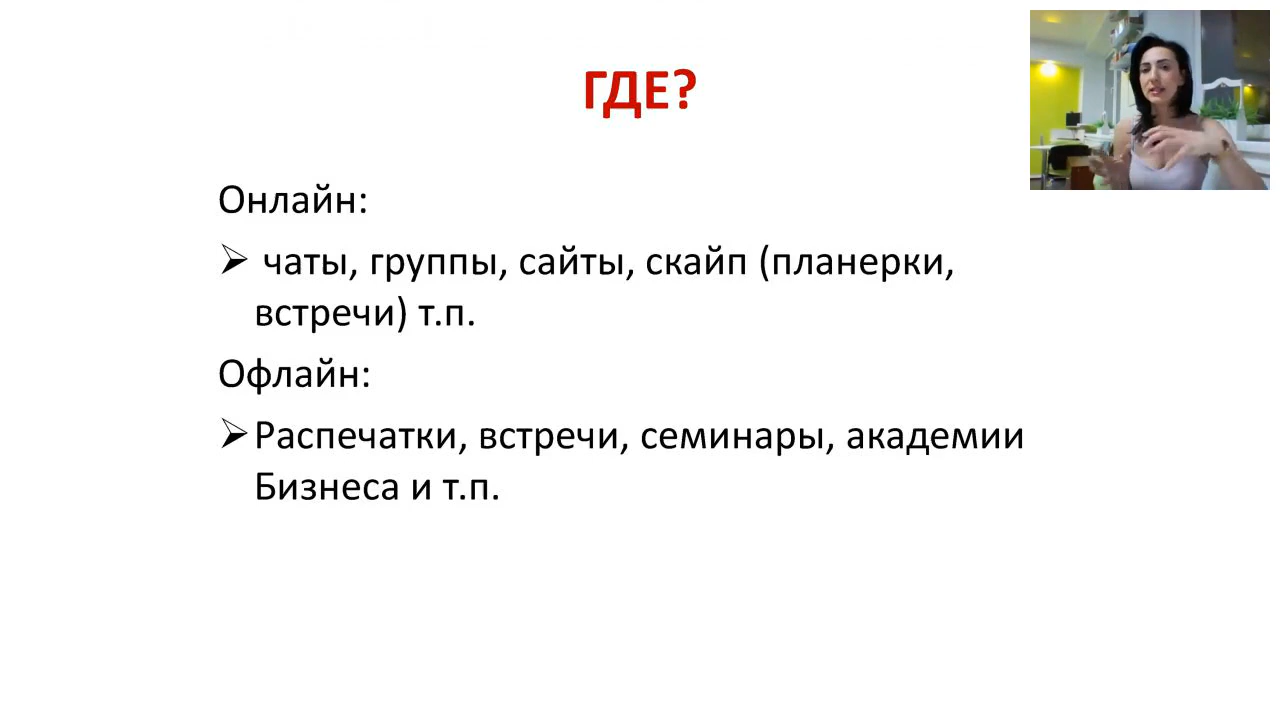 ГДЕ?
Онлайн:
➢ чаты, группы, сайты, скайп (планерки,
встречи) т.п.
Офлайн:
➢ Распечатки, встречи, семинары, академии
Бизнеса и т.п.